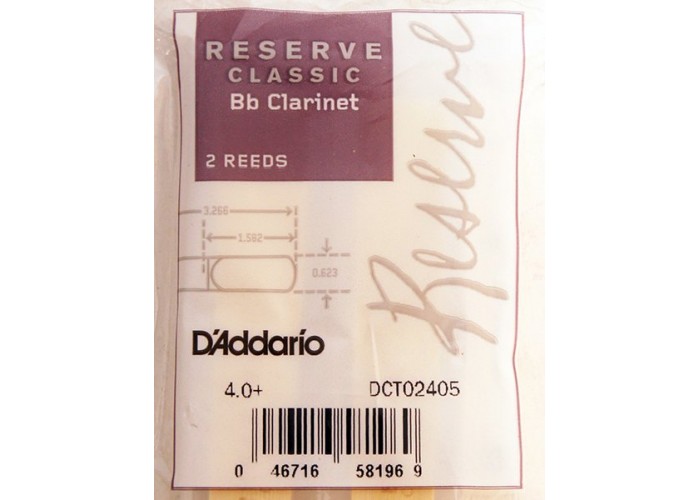 RESERVE
CLASSIC
Bb Clarinet
2 REEDS
Reserve
3.266
1.582
0.623
D'Addario
4.0+ DCT02405
0 46716 58196 9